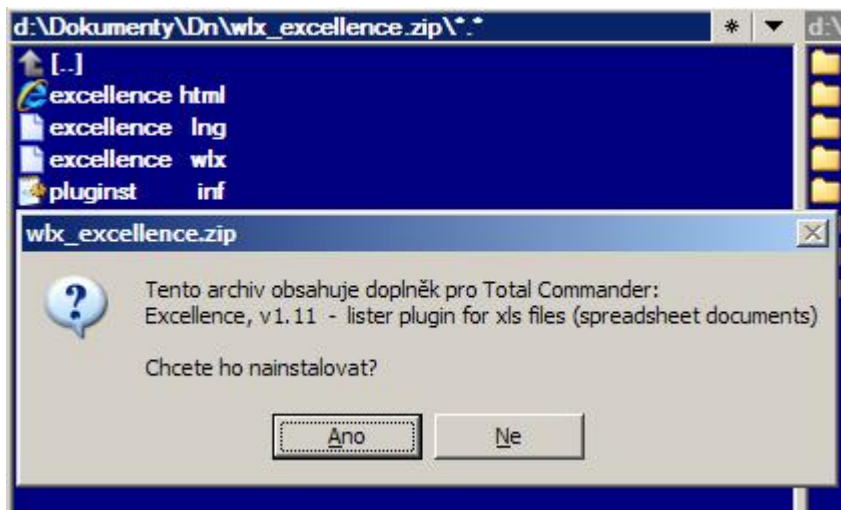 d:\Dokumenty\Dn\wlx_excellence.zip\*.*
* ▼ d:\
[..]
excellence html
excellence lng
excellence wlx
pluginst inf
wlx_excellence.zip
Tento archiv obsahuje doplněk pro Total Commander:
Excellence, v1.11 - lister plugin for xls files (spreadsheet documents)
Chcete ho nainstalovat?
Ano
Ne